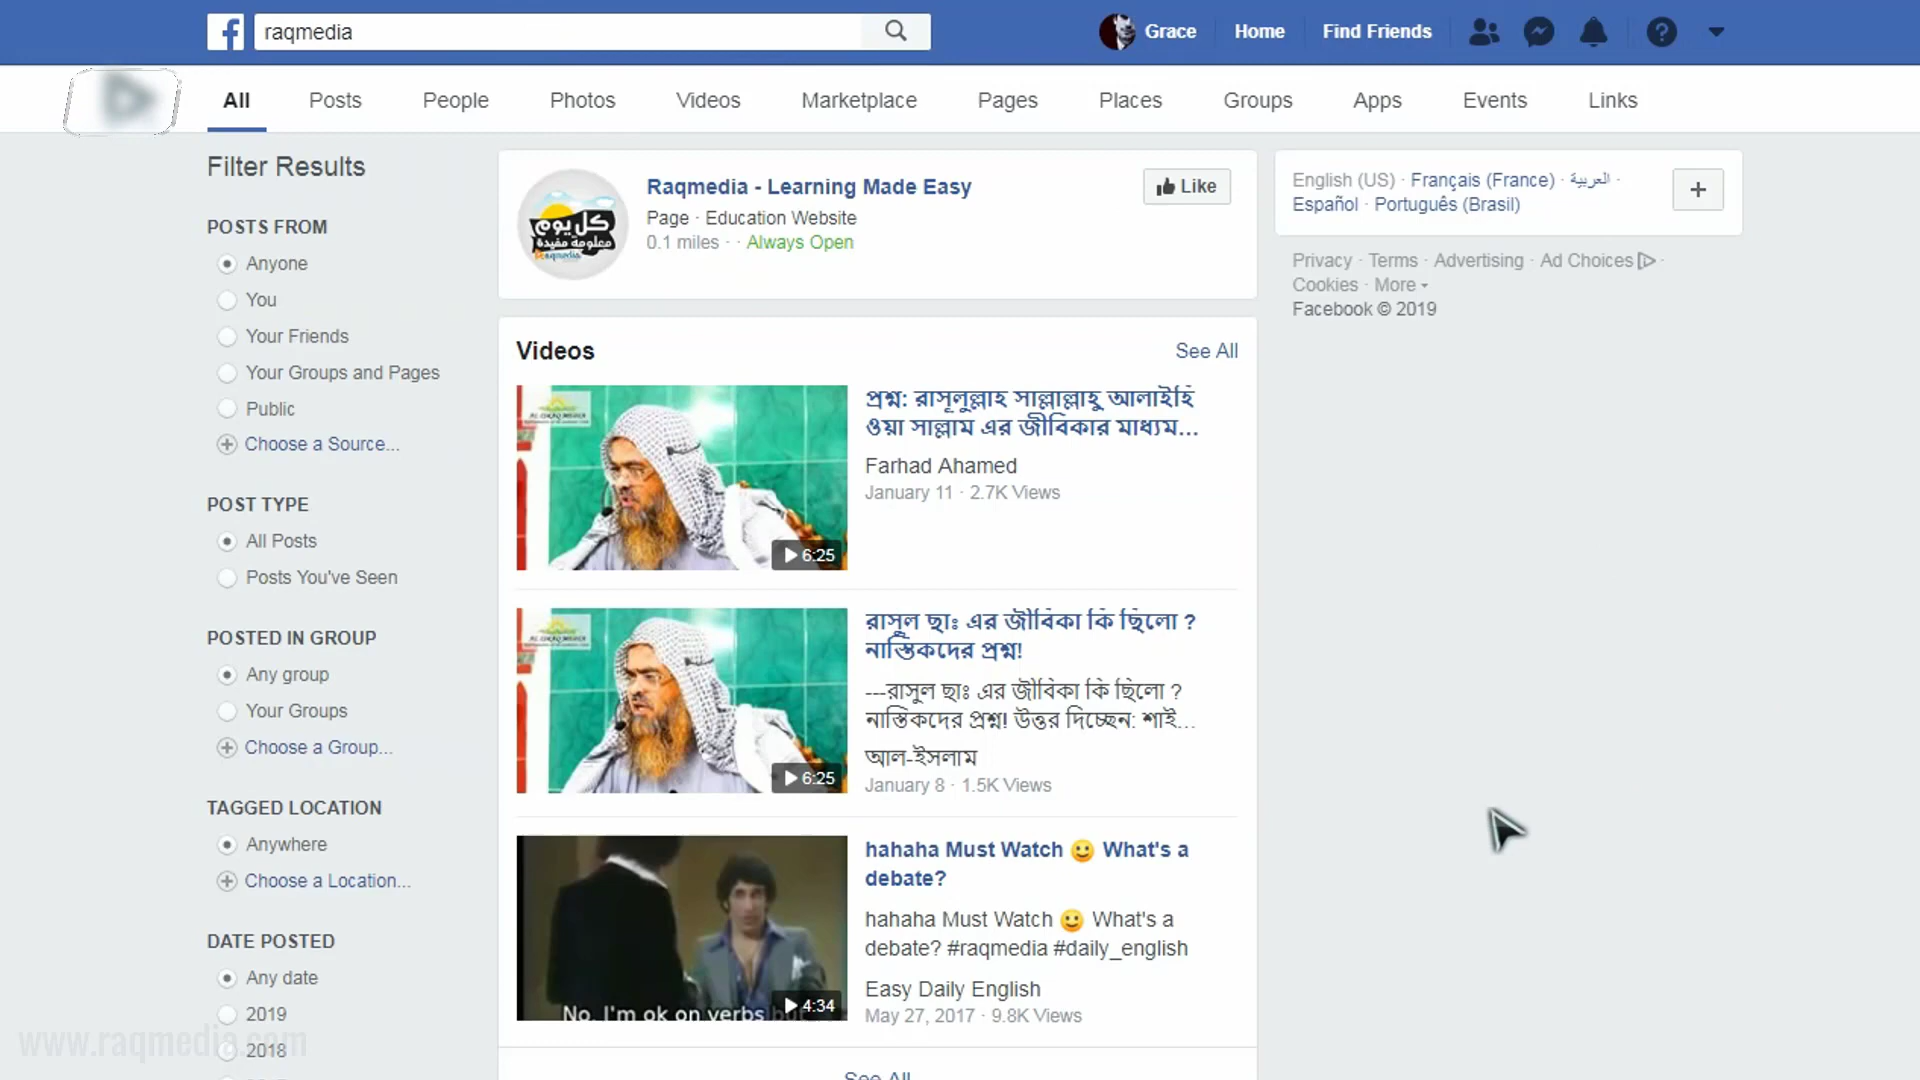 raqmedia
Grace
Home
Find Friends
All
Posts
People
Photos
Videos
Marketplace
Pages
Places
Groups
Apps
Events
Links
Filter Results
POSTS FROM
Anyone
You
Your Friends
Your Groups and Pages
Public
Choose a Source...
POST TYPE
All Posts
Posts You've Seen
POSTED IN GROUP
Any group
Your Groups
Choose a Group...
TAGGED LOCATION
Anywhere
Choose a Location...
DATE POSTED
Any date
2019
2018
www.raqmedia.com
كل يوم
معلومة مفيدة
Raqmedia
Raqmedia - Learning Made Easy
Page · Education Website
0.1 miles · · Always Open
Like
Videos
See All
6:25
প্রশ্ন: রাসূলুল্লাহ সাল্লাল্লাহু আলাইহি
ওয়া সাল্লাম এর জীবিকার মাধ্যম...
Farhad Ahamed
January 11 · 2.7K Views
6:25
রাসুল ছাঃ এর জীবিকা কি ছিলো ?
নাস্তিকদের প্রশ্ন!
---রাসুল ছাঃ এর জীবিকা কি ছিলো ?
নাস্তিকদের প্রশ্ন! উত্তর দিচ্ছেন: শাই...
আল-ইসলাম
January 8 · 1.5K Views
No, I'm ok on verbs but
4:34
hahaha Must Watch 🙂 What's a
debate?
hahaha Must Watch 🙂 What's a
debate? #raqmedia #daily_english
Easy Daily English
May 27, 2017 · 9.8K Views
See All
English (US) · Français (France) · العربية ·
Español · Português (Brasil)
Privacy · Terms · Advertising · Ad Choices ·
Cookies · More
Facebook © 2019